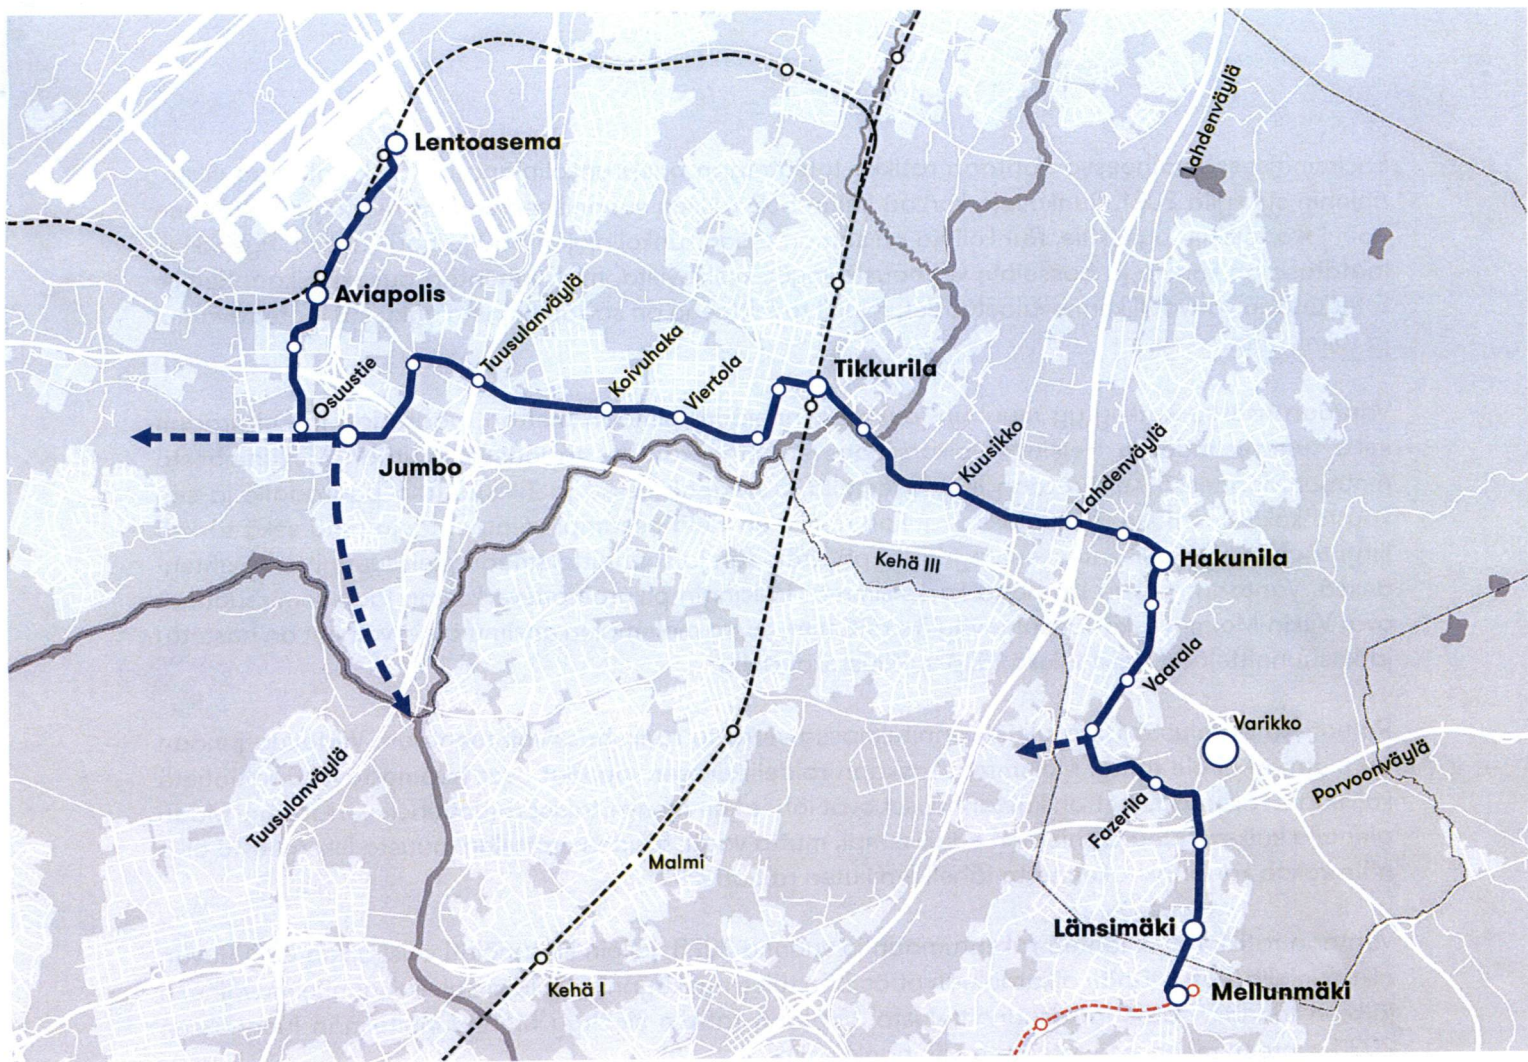 Lentoasema
Lahdenväylä
Aviapolis
Tuusulanväylä
Koivuhaka
Viertola
Osuustie
Tikkurila
Jumbo
Kuusikko
Lahdenväylä
Kehä III
Hakunila
Vaarala
Varikko
Porvoonväylä
Tuusulanväylä
Fazerila
Malmi
Länsimäki
Kehä I
Mellunmäki